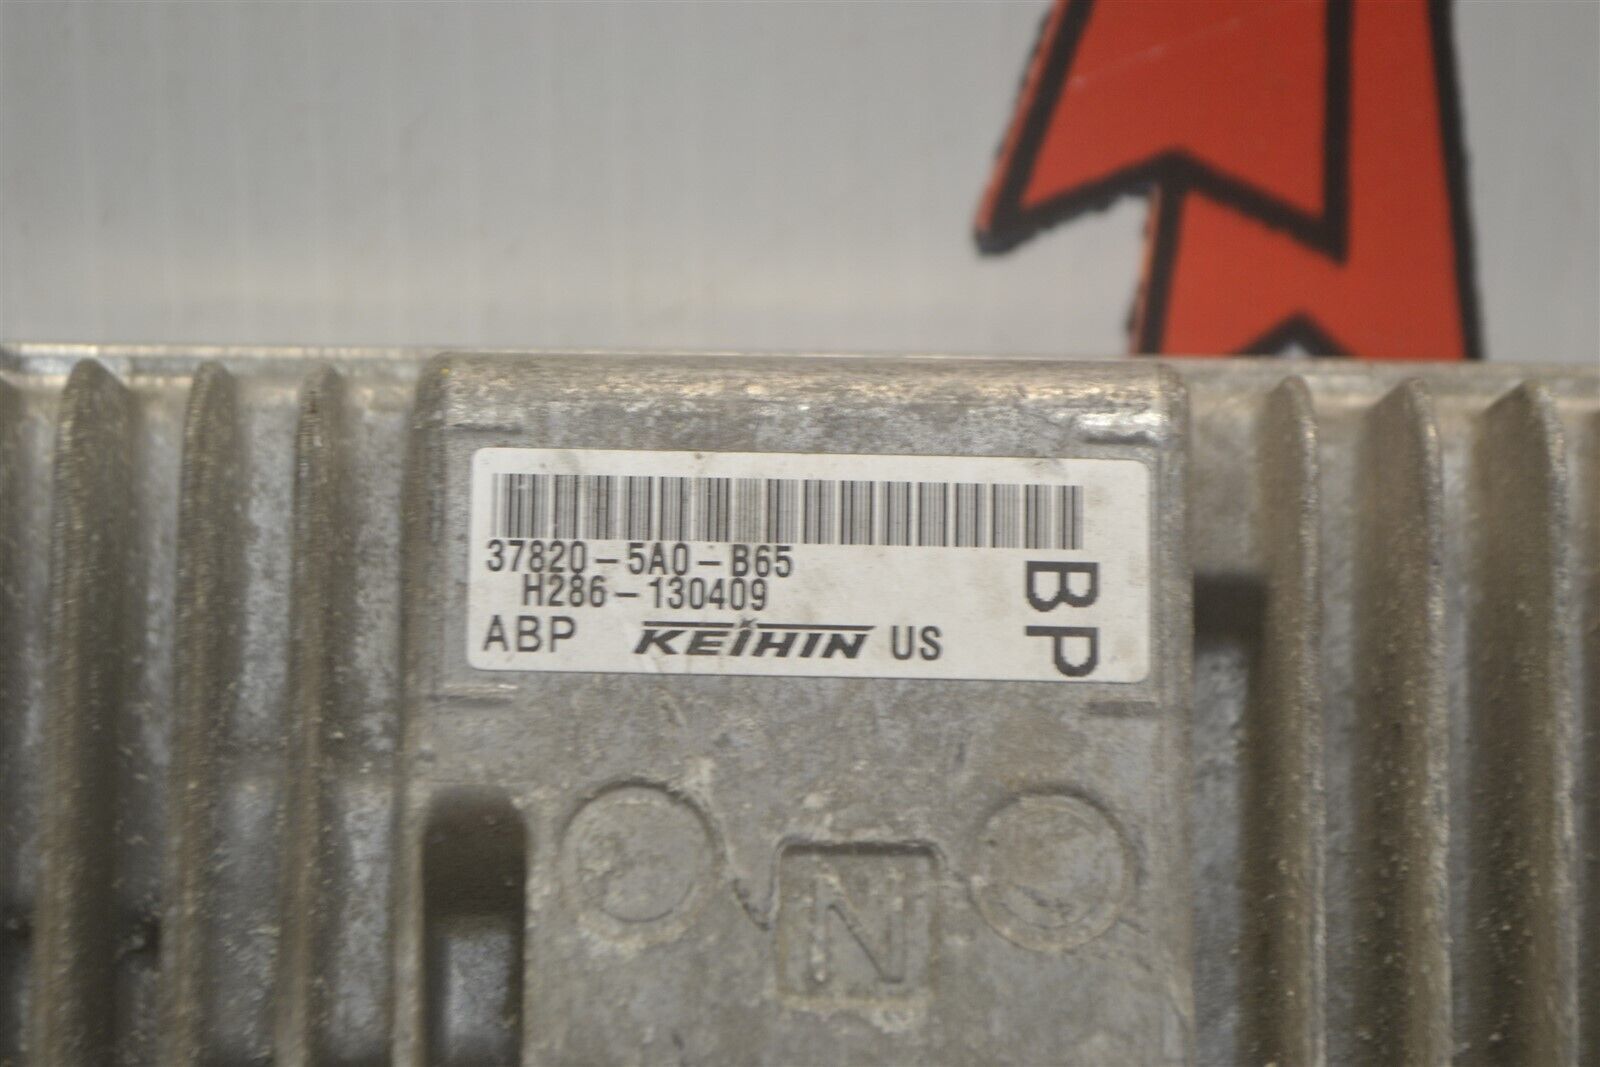 37820-5A0-B65
H286-130409
ABP KEIHIN US
BP
N